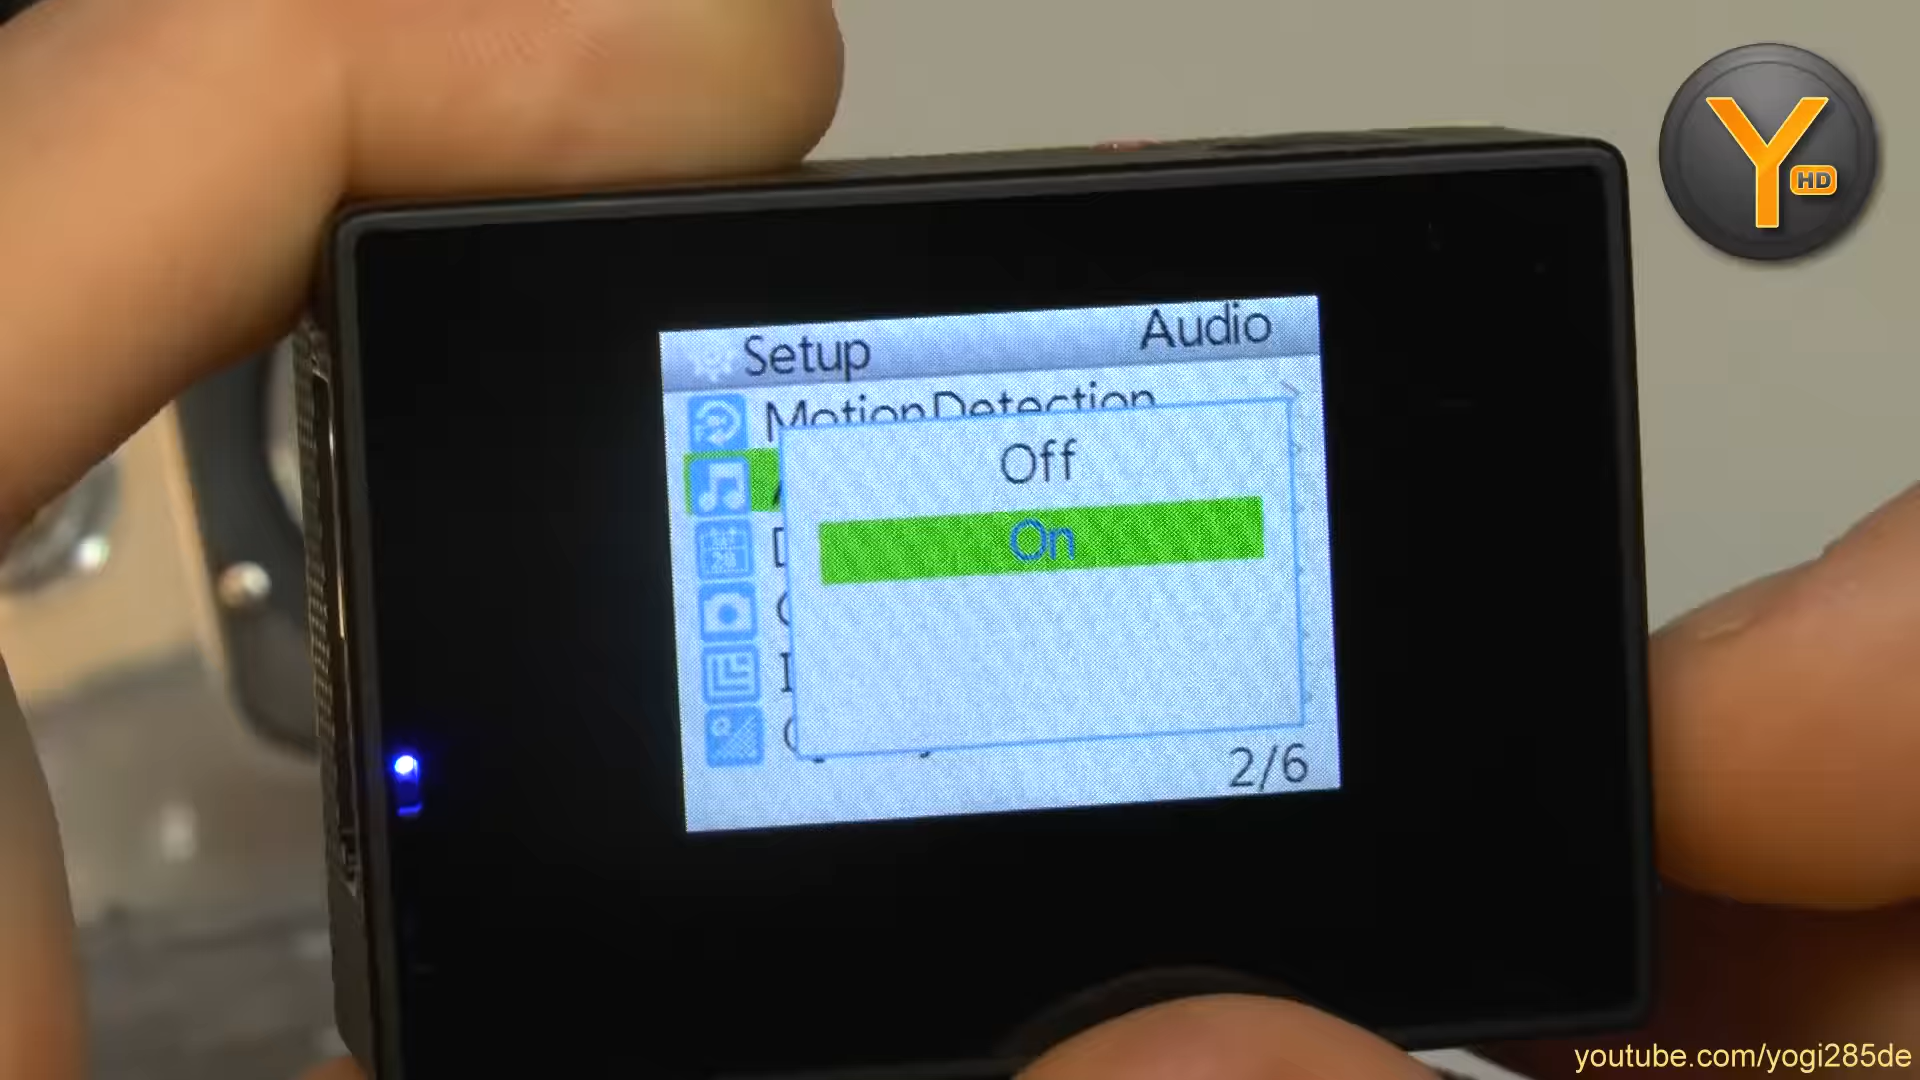 Y
HD
Setup
Audio
Motion Detection
Off
On
2/6
youtube.com/yogi285de